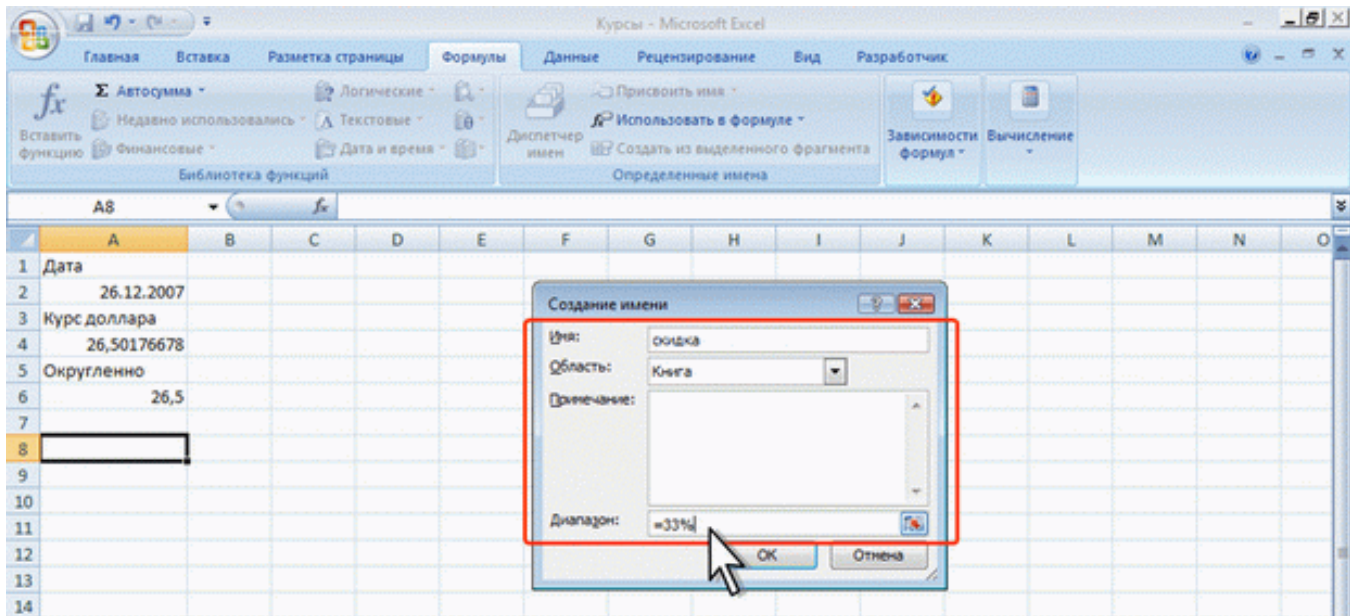 Курсы - Microsoft Excel
Главная Вставка Разметка страницы Формулы Данные Рецензирование Вид Разработчик
fx Σ Автосумма Логические Присвоить имя
Недавно использовались Текстовые Использовать в формуле
Вставить функцию Финансовые Дата и время Диспетчер имен Создать из выделенного фрагмента Зависимости формул Вычисление
Библиотека функций Определенные имена
A8 fx
A B C D E F G H I J K L M N O
1 Дата
2 26.12.2007
3 Курс доллара
4 26,50176678
5 Округленно
6 26,5
7
8
9
10
11
12
13
14
Создание имени
Имя: скидка
Область: Книга
Примечание:
Диапазон: =33%
OK Отмена